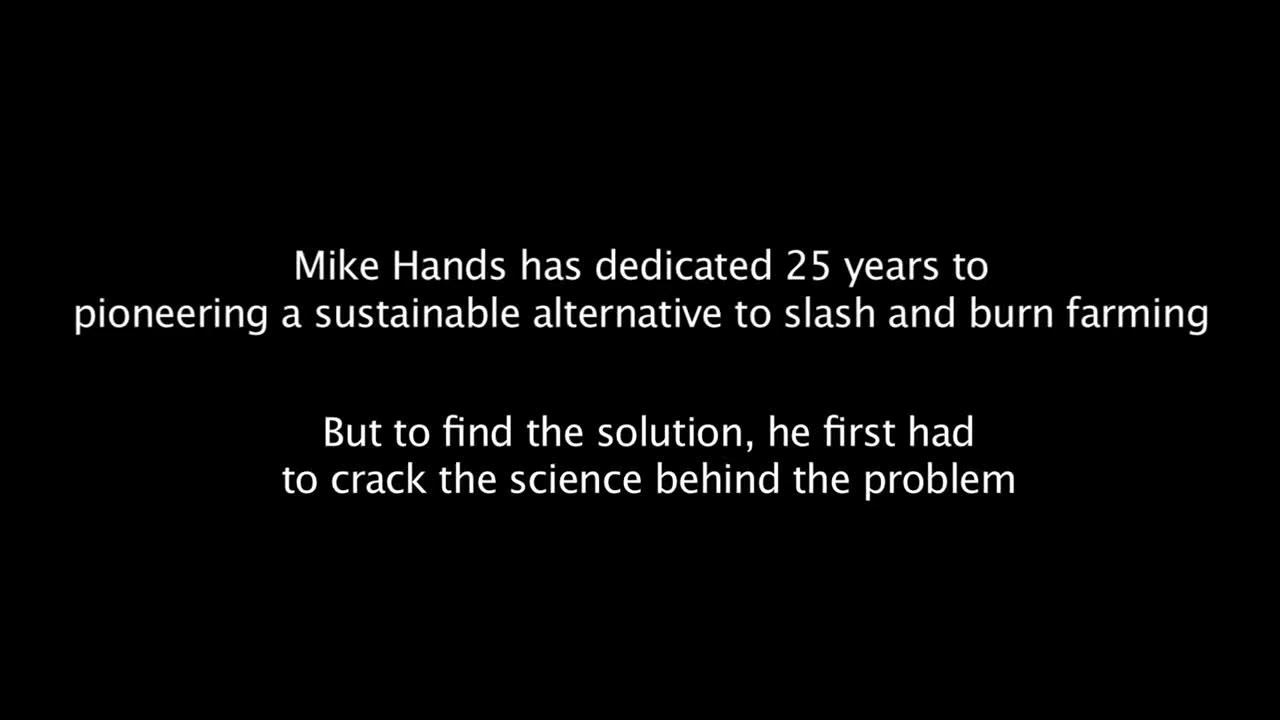 Mike Hands has dedicated 25 years to
pioneering a sustainable alternative to slash and burn farming
But to find the solution, he first had
to crack the science behind the problem